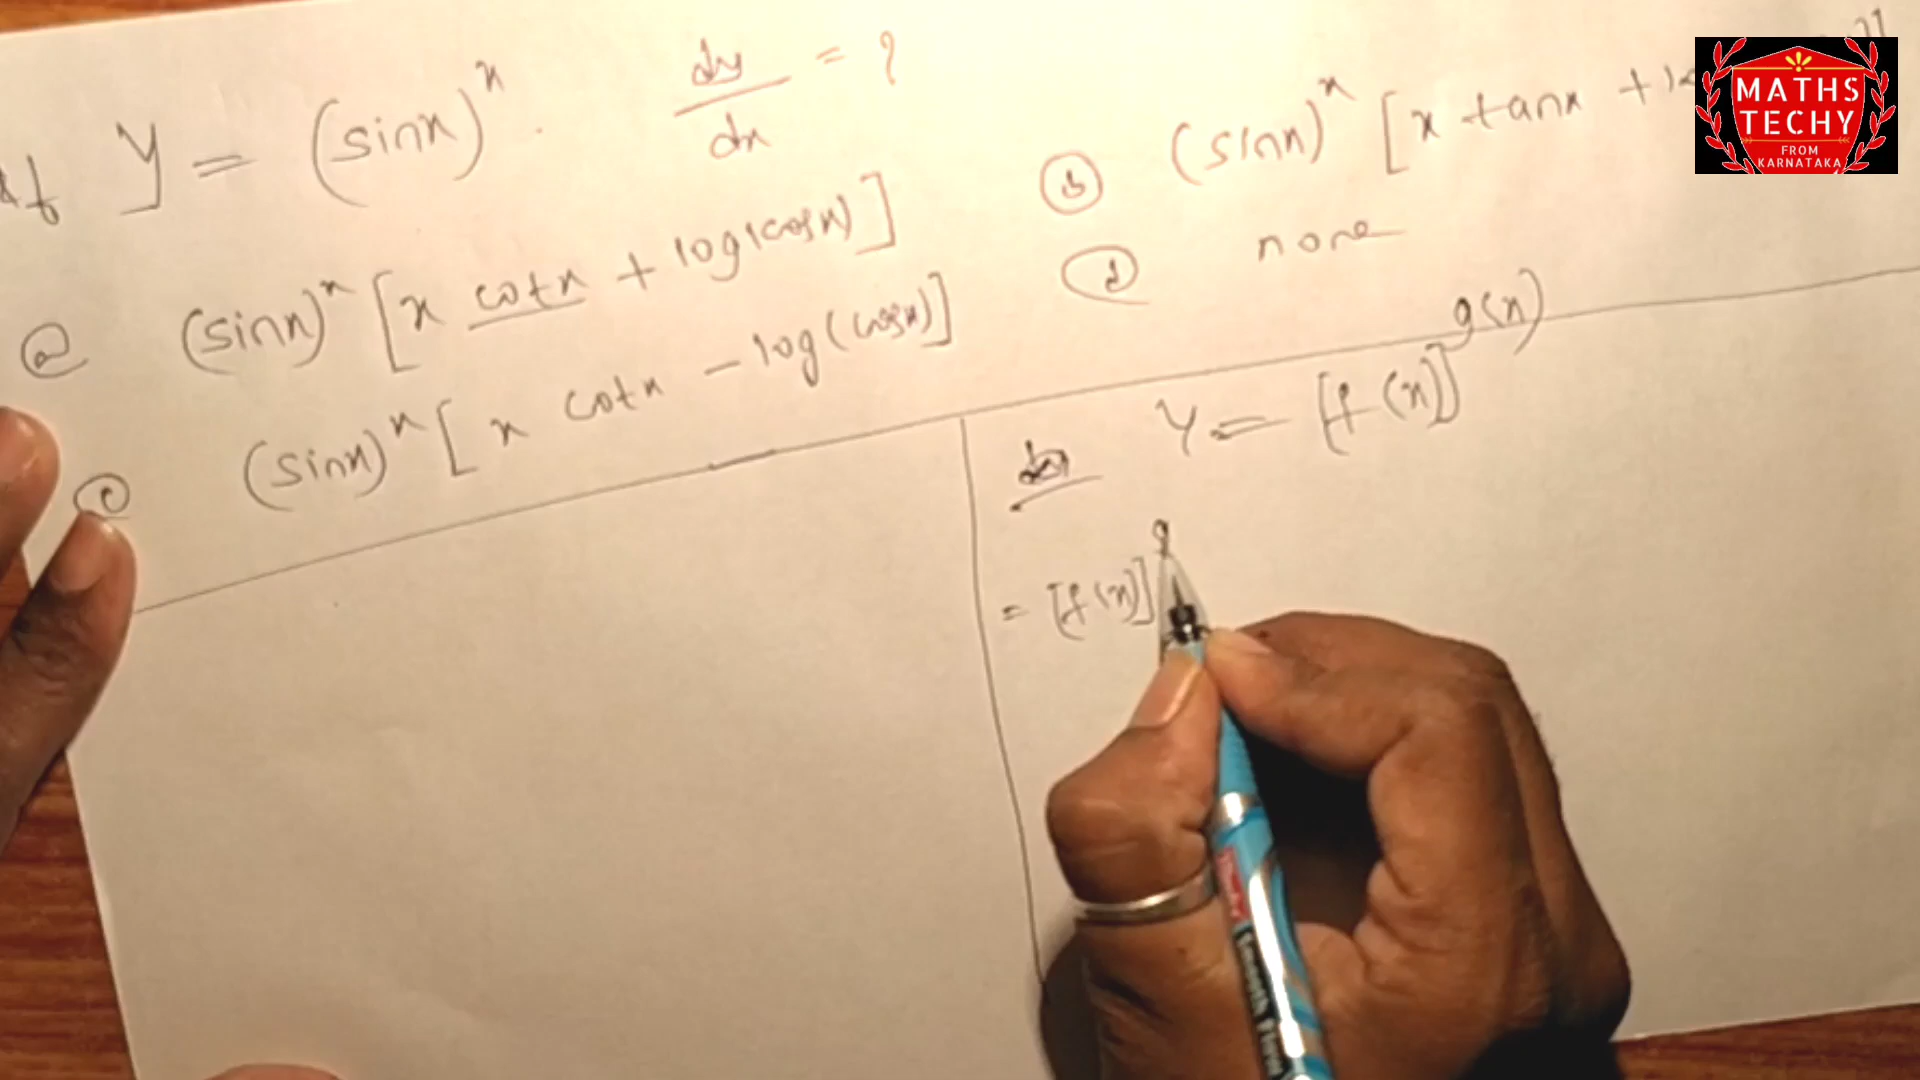 If y = (sinx)^x. dy/dx = ?
(a) (sinx)^x [x cotx + log(cosx)]
(b) (sinx)^x [x tanx +
(c) (sinx)^x [x cotx - log(cosx)]
(d) none
y = [f(x)]^g(x)
= [f(x)]^g
MATHS
TECHY
FROM
KARNATAKA
Smooth